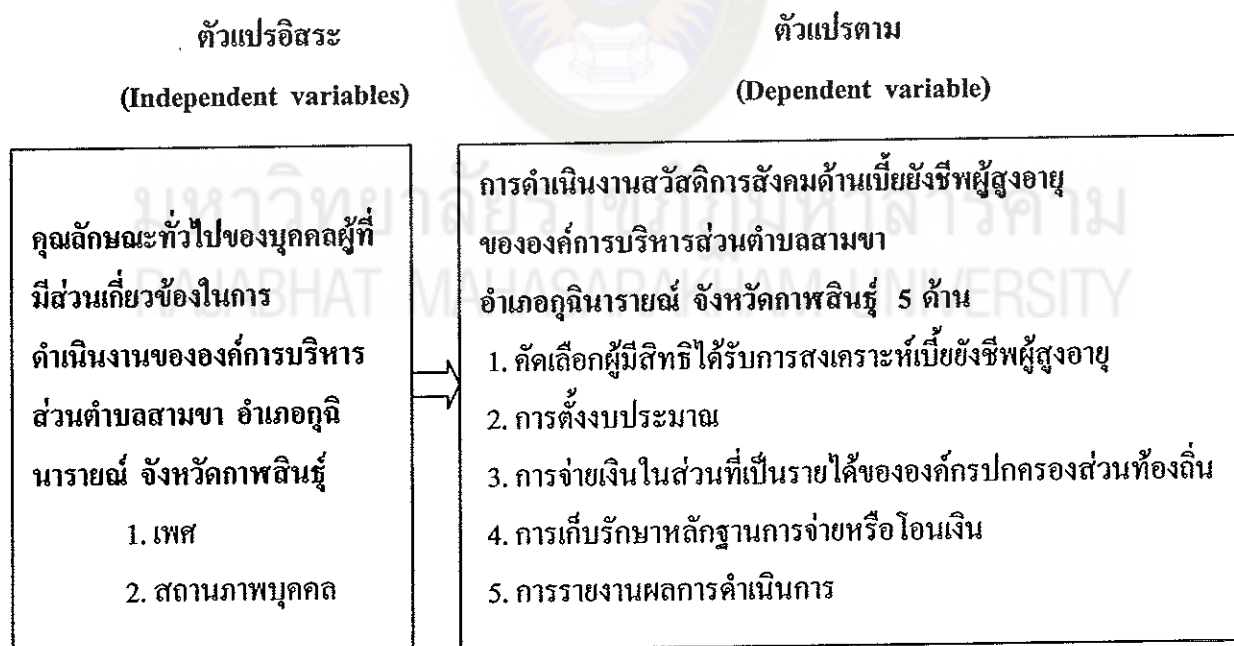 ตัวแปรอิสระ
(Independent variables)
ตัวแปรตาม
(Dependent variable)
คุณลักษณะทั่วไปของบุคคลผู้ที่
มีส่วนเกี่ยวข้องในการ
ดำเนินงานขององค์การบริหาร
ส่วนตำบลสามขา อำเภอกุฉิ
นารายณ์ จังหวัดกาฬสินธุ์
1. เพศ
2. สถานภาพบุคคล
การดำเนินงานสวัสดิการสังคมด้านเบี้ยยังชีพผู้สูงอายุ
ขององค์การบริหารส่วนตำบลสามขา
อำเภอกุฉินารายณ์ จังหวัดกาฬสินธุ์ 5 ด้าน
1. คัดเลือกผู้มีสิทธิได้รับการสงเคราะห์เบี้ยยังชีพผู้สูงอายุ
2. การตั้งงบประมาณ
3. การจ่ายเงินในส่วนที่เป็นรายได้ขององค์กรปกครองส่วนท้องถิ่น
4. การเก็บรักษาหลักฐานการจ่ายหรือโอนเงิน
5. การรายงานผลการดำเนินการ
มหาวิทยาลัยราชภัฏมหาสารคาม
RAJABHAT MAHASARAKHAM UNIVERSITY